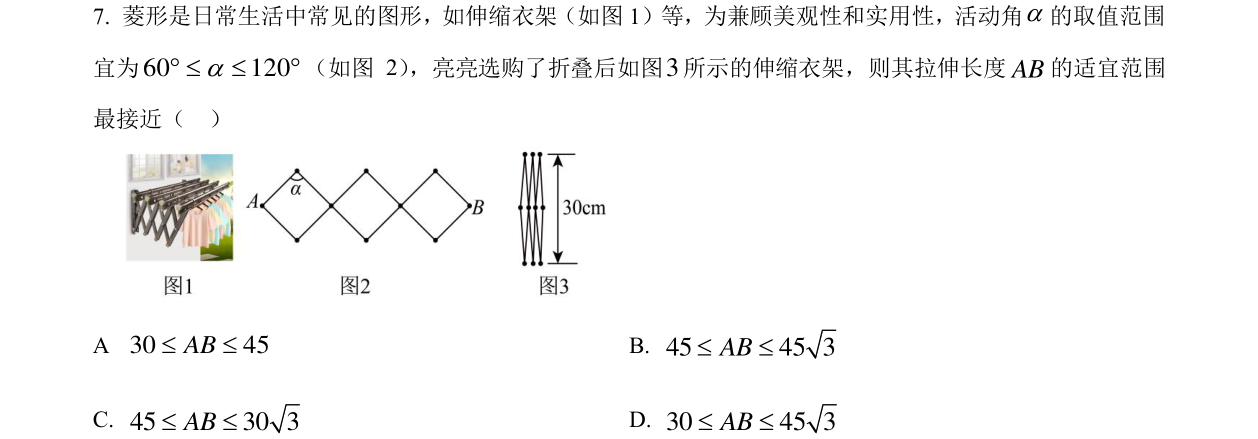 7. 菱形是日常生活中常见的图形，如伸缩衣架（如图 1）等，为兼顾美观性和实用性，活动角 α 的取值范围
宜为 60° ≤ α ≤ 120° （如图 2），亮亮选购了折叠后如图 3 所示的伸缩衣架，则其拉伸长度 AB 的适宜范围
最接近（ ）
α
A
B
30cm
图1
图2
图3
A 30 ≤ AB ≤ 45
B. 45 ≤ AB ≤ 45√3
C. 45 ≤ AB ≤ 30√3
D. 30 ≤ AB ≤ 45√3